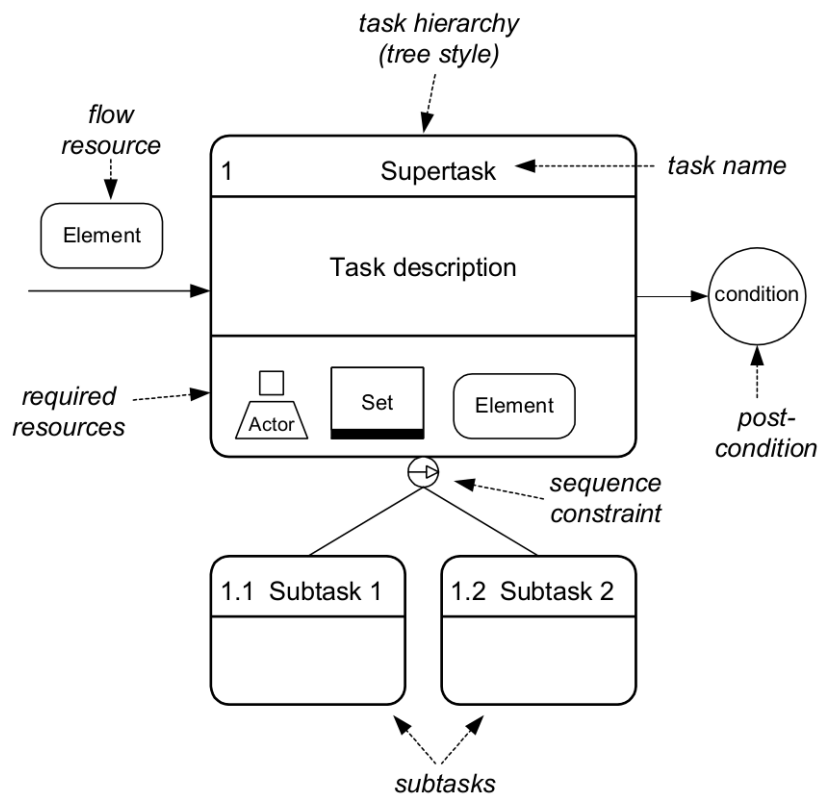 task hierarchy
(tree style)
flow
resource
1 Supertask
task name
Element
Task description
condition
required
resources
Actor
Set
Element
post-
condition
sequence
constraint
1.1 Subtask 1
1.2 Subtask 2
subtasks